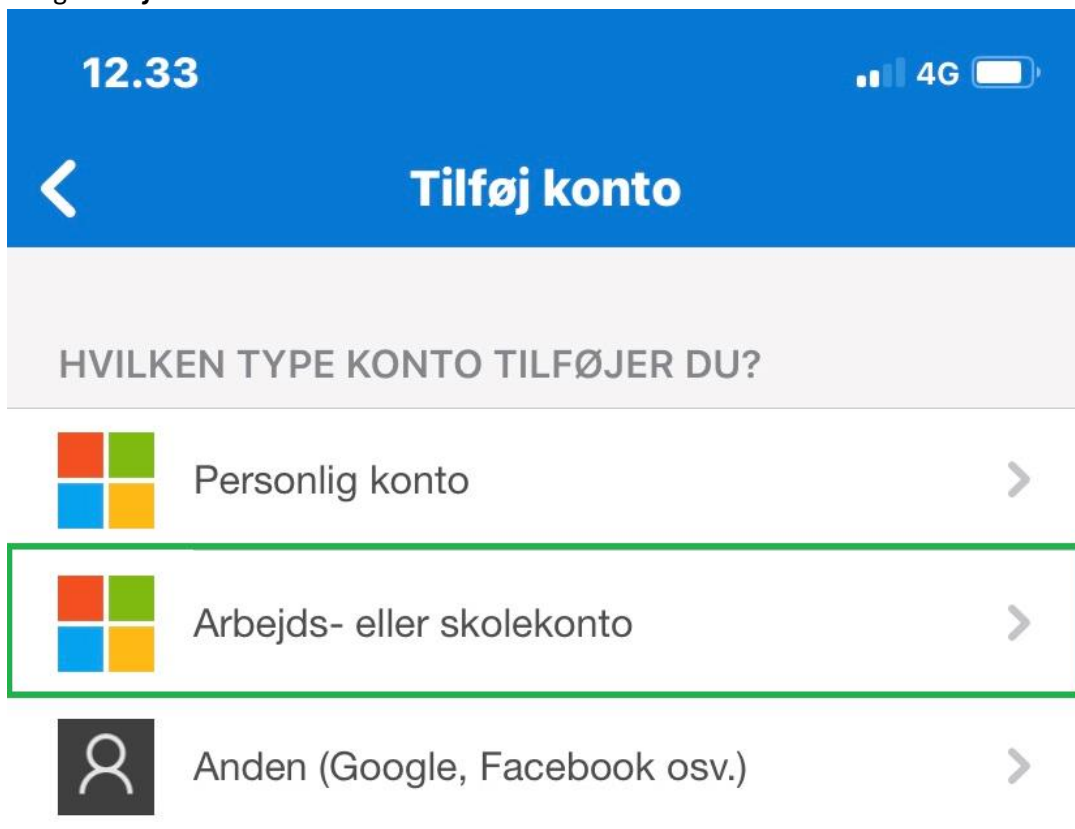 12.33
4G
Tilføj konto
HVILKEN TYPE KONTO TILFØJER DU?
Personlig konto
Arbejds- eller skolekonto
Anden (Google, Facebook osv.)